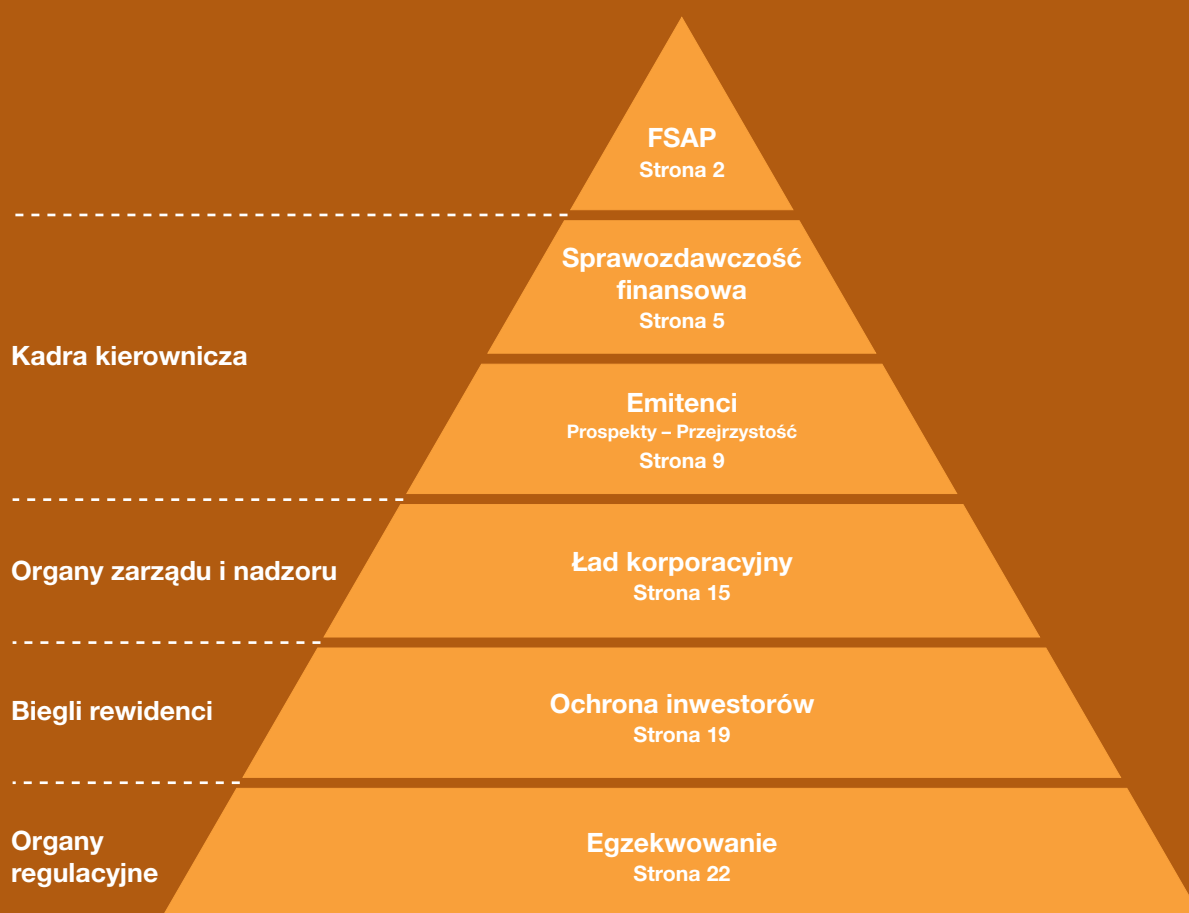 FSAP
Strona 2
Sprawozdawczość
finansowa
Strona 5
Kadra kierownicza
Emitenci
Prospekty – Przejrzystość
Strona 9
Organy zarządu i nadzoru
Ład korporacyjny
Strona 15
Biegli rewidenci
Ochrona inwestorów
Strona 19
Organy
regulacyjne
Egzekwowanie
Strona 22